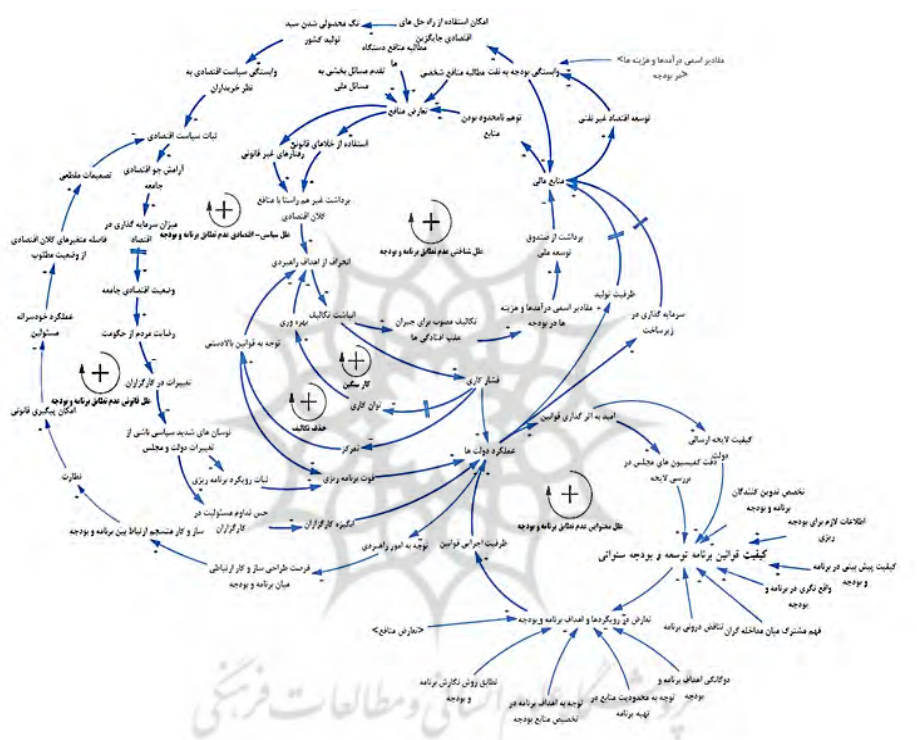 امکان استفاده از راه حل های
اقتصادی جایگزین
تک محصولی شدن سبد
تولید کشور
مطالبه منافع دستگاه
ها
وابستگی سیاست اقتصادی به
نظر خریداران
تقدم مسائل بخشی به
مسائل ملی
مطالبه منافع شخصی
وابستگی بودجه به نفت
مقادیر اسمی درآمدها و هزینه ها>
<در بودجه
تعارض منافع
توهم نامحدود بودن
منابع
توسعه اقتصاد غیر نفتی
ثبات سیاست اقتصادی
استفاده از خلاهای قانونی
رفتارهای غیر قانونی
آرامش جو اقتصادی
جامعه
تصمیمات مقطعی
منابع مالی
برداشت غیر هم راستا با منافع
کلان اقتصادی
میزان سرمایه گذاری در
اقتصاد
علل سیاسی- اقتصادی عدم تطابق برنامه و بودجه
فاصله متغیرهای کلان اقتصادی
از وضعیت مطلوب
علل شناختی عدم تطابق برنامه و بودجه
برداشت از صندوق
توسعه ملی
انحراف از اهداف راهبردی
وضعیت اقتصادی جامعه
انباشت تکالیف
مقادیر اسمی درآمدها و هزینه
ها در بودجه
ظرفیت تولید
سرمایه گذاری در
زیرساخت
عملکرد خودسرانه
مسئولین
رضایت مردم از حکومت
بهره وری
تکالیف مصوب برای جبران
عقب افتادگی ها
توجه به قوانین بالادستی
کار سنگین
فشار کاری
تغییرات در کارگزاران
علل قانونی عدم تطابق برنامه و بودجه
توان کاری
حذف تکالیف
امکان پیگیری قانونی
امید به اثر گذاری قوانین
کیفیت لایحه ارسالی
دولت
نوسان های شدید سیاسی ناشی از
تغییرات دولت و مجلس
تمرکز
عملکرد دولت ها
دقت کمیسیون های مجلس در
بررسی لایحه
نظارت
ثبات رویکرد برنامه ریزی
قوت برنامه ریزی
تخصص تدوین کنندگان
برنامه و بودجه
حس تداوم مسئولیت در
کارگزاران
انگیزه کارگزاران
علل محتوایی عدم تطابق برنامه و بودجه
اطلاعات لازم برای بودجه
ریزی
ساز و کار منسجم ارتباط بین برنامه و بودجه
توجه به امور راهبردی
ظرفیت اجرایی قوانین
کیفیت قوانین برنامه توسعه و بودجه سنواتی
کیفیت پیش بینی در برنامه
و بودجه
فرصت طراحی ساز و کار ارتباطی
میان برنامه و بودجه
واقع نگری در برنامه و
بودجه
تعارض در رویکردها و اهداف برنامه و بودجه
تناقض درونی برنامه
فهم مشترک میان مداخله گران
<تعارض منافع>
تطابق روش نگارش برنامه
و بودجه
توجه به اهداف برنامه در
تخصیص منابع بودجه
توجه به محدودیت منابع در
تهیه برنامه
دوگانگی اهداف برنامه و
بودجه
پژوهشگاه علوم انسانی و مطالعات فرهنگی